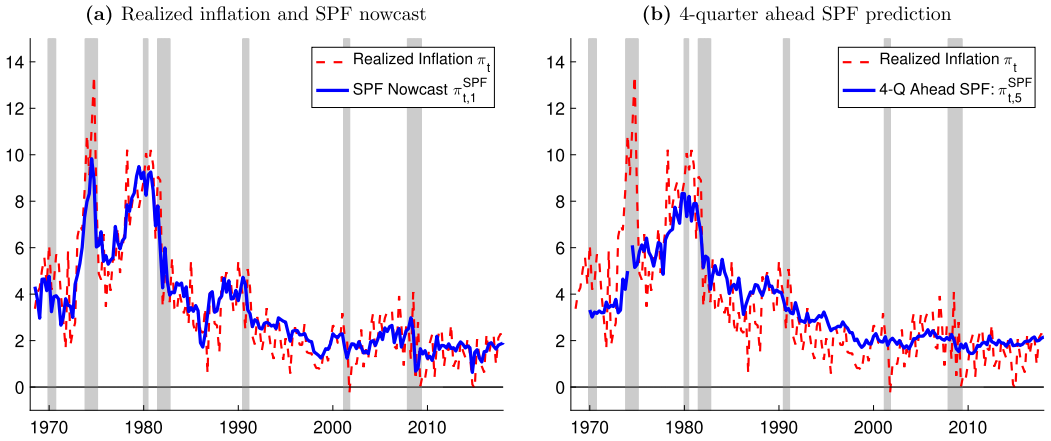 (a) Realized inflation and SPF nowcast
14
12
10
8
6
4
2
0
1970 1980 1990 2000 2010
Realized Inflation π_t
SPF Nowcast π_{t,1}^{SPF}
(b) 4-quarter ahead SPF prediction
14
12
10
8
6
4
2
0
1970 1980 1990 2000 2010
Realized Inflation π_t
4-Q Ahead SPF: π_{t,5}^{SPF}